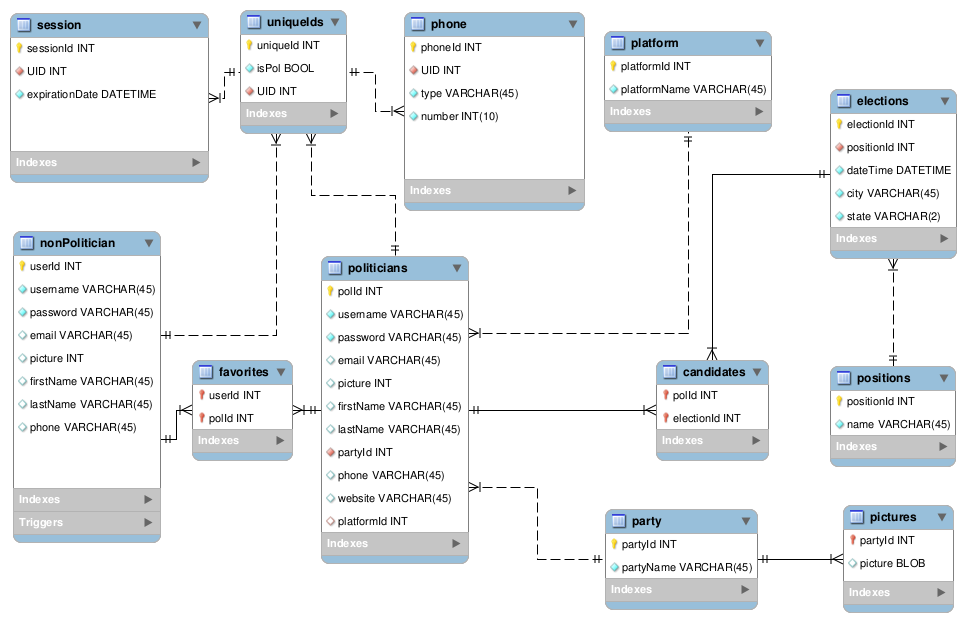 session
sessionId INT
UID INT
expirationDate DATETIME
Indexes
uniqueIds
uniqueId INT
isPol BOOL
UID INT
Indexes
phone
phoneId INT
UID INT
type VARCHAR(45)
number INT(10)
Indexes
platform
platformId INT
platformName VARCHAR(45)
Indexes
elections
electionId INT
positionId INT
dateTime DATETIME
city VARCHAR(45)
state VARCHAR(2)
Indexes
nonPolitician
userId INT
username VARCHAR(45)
password VARCHAR(45)
email VARCHAR(45)
picture INT
firstName VARCHAR(45)
lastName VARCHAR(45)
phone VARCHAR(45)
Indexes
Triggers
favorites
userId INT
polId INT
Indexes
politicians
polId INT
username VARCHAR(45)
password VARCHAR(45)
email VARCHAR(45)
picture INT
firstName VARCHAR(45)
lastName VARCHAR(45)
partyId INT
phone VARCHAR(45)
website VARCHAR(45)
platformId INT
Indexes
candidates
polId INT
electionId INT
Indexes
positions
positionId INT
name VARCHAR(45)
Indexes
party
partyId INT
partyName VARCHAR(45)
Indexes
pictures
partyId INT
picture BLOB
Indexes